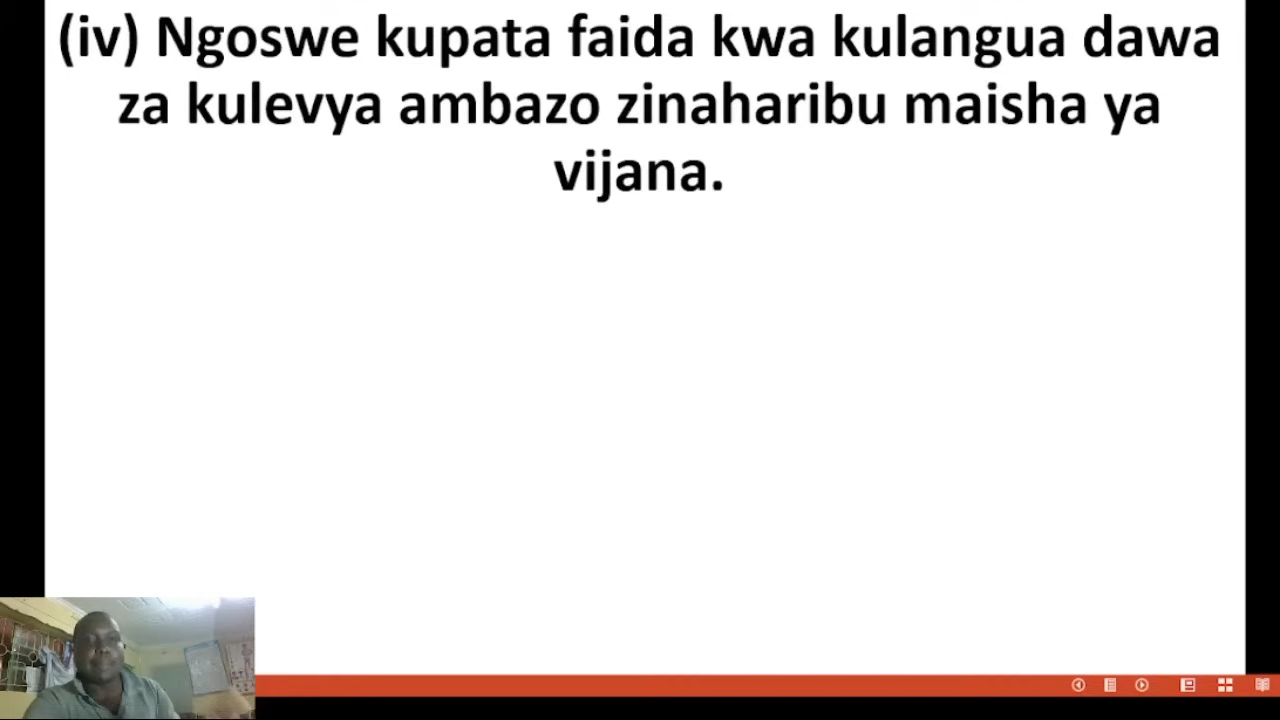 (iv) Ngoswe kupata faida kwa kulangua dawa
za kulevya ambazo zinaharibu maisha ya
vijana.